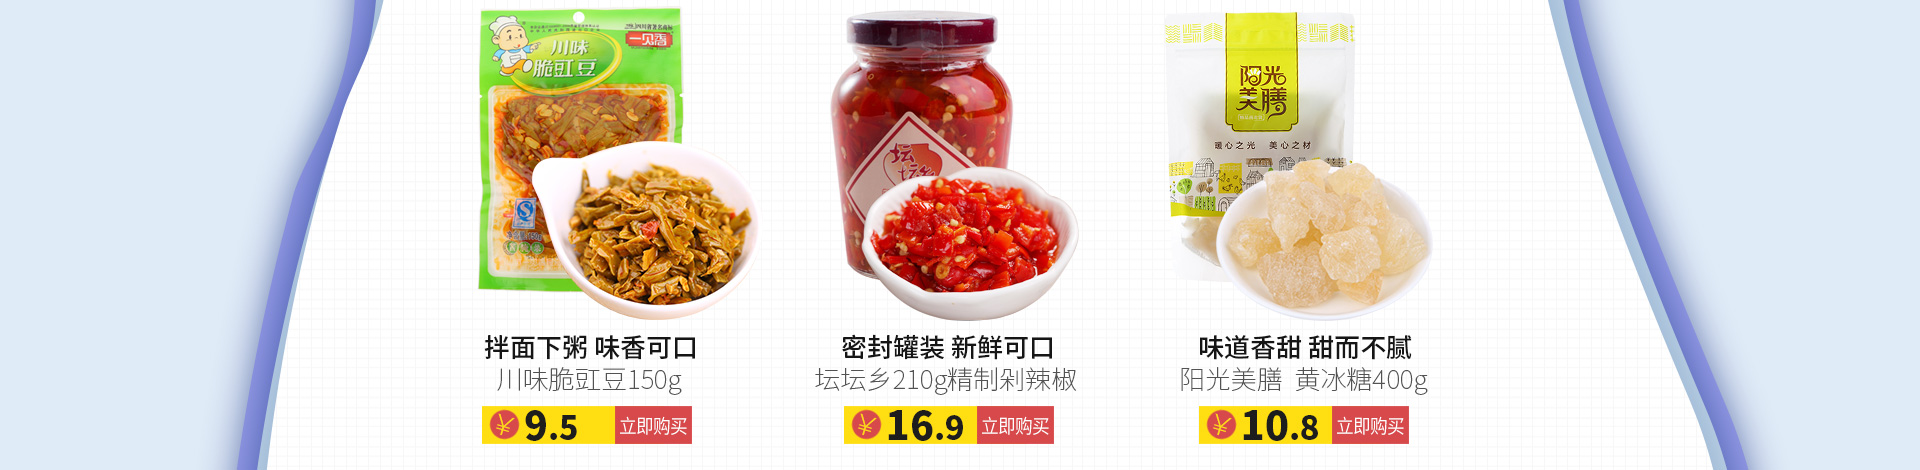 川味
脆豇豆
一品香
坛
坛乡
阳光
美膳
暖心之光 美心之材
拌面下粥 味香可口
川味脆豇豆150g
¥9.5 立即购买
密封罐装 新鲜可口
坛坛乡210g精制剁辣椒
¥16.9 立即购买
味道香甜 甜而不腻
阳光美膳 黄冰糖400g
¥10.8 立即购买